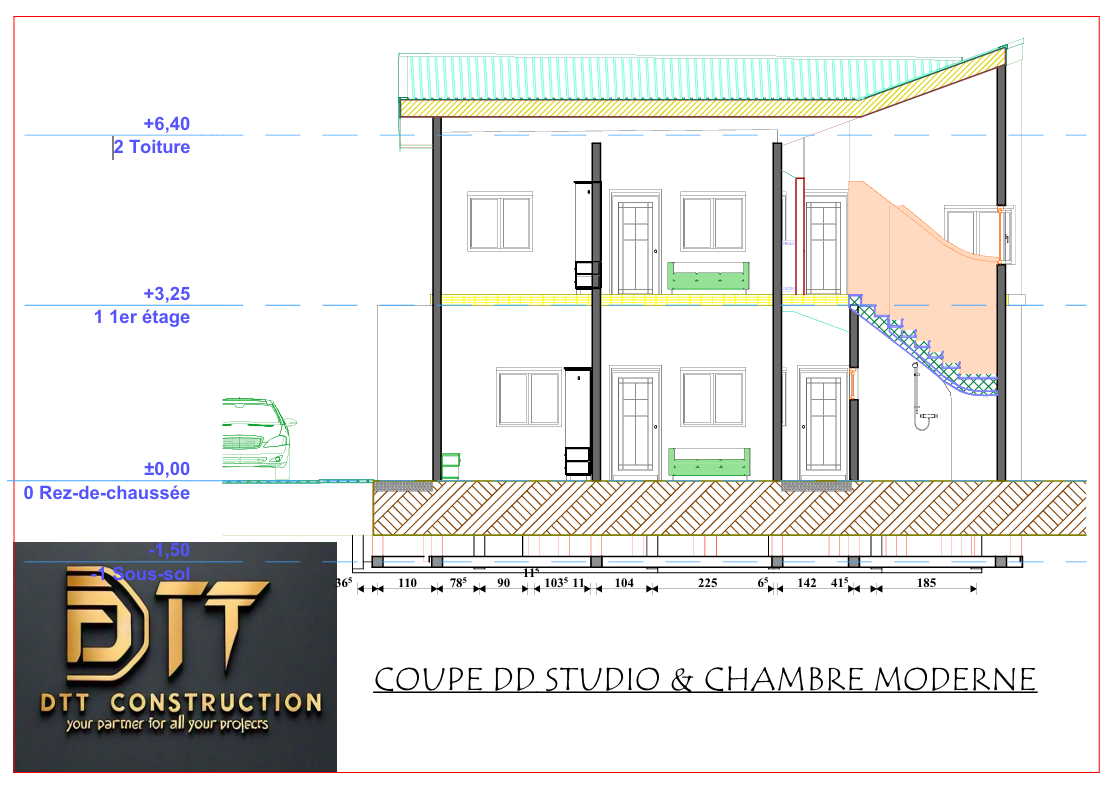 +6,40
2 Toiture
+3,25
1 1er étage
±0,00
0 Rez-de-chaussée
-1,50
-1 Sous-sol
36⁵ 110 78⁵ 90 11⁵ 103⁵ 11 104 225 6⁵ 142 41⁵ 185
COUPE DD STUDIO & CHAMBRE MODERNE
DTT
DTT CONSTRUCTION
your partner for all your projects